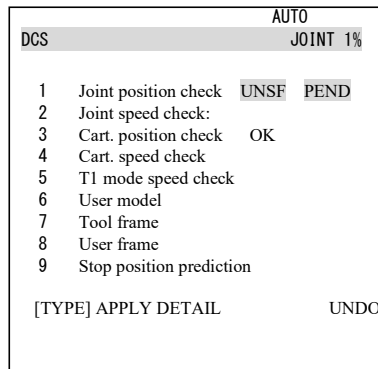 AUTO
DCS JOINT 1%
1 Joint position check UNSF PEND
2 Joint speed check:
3 Cart. position check OK
4 Cart. speed check
5 T1 mode speed check
6 User model
7 Tool frame
8 User frame
9 Stop position prediction
[TYPE] APPLY DETAIL UNDO